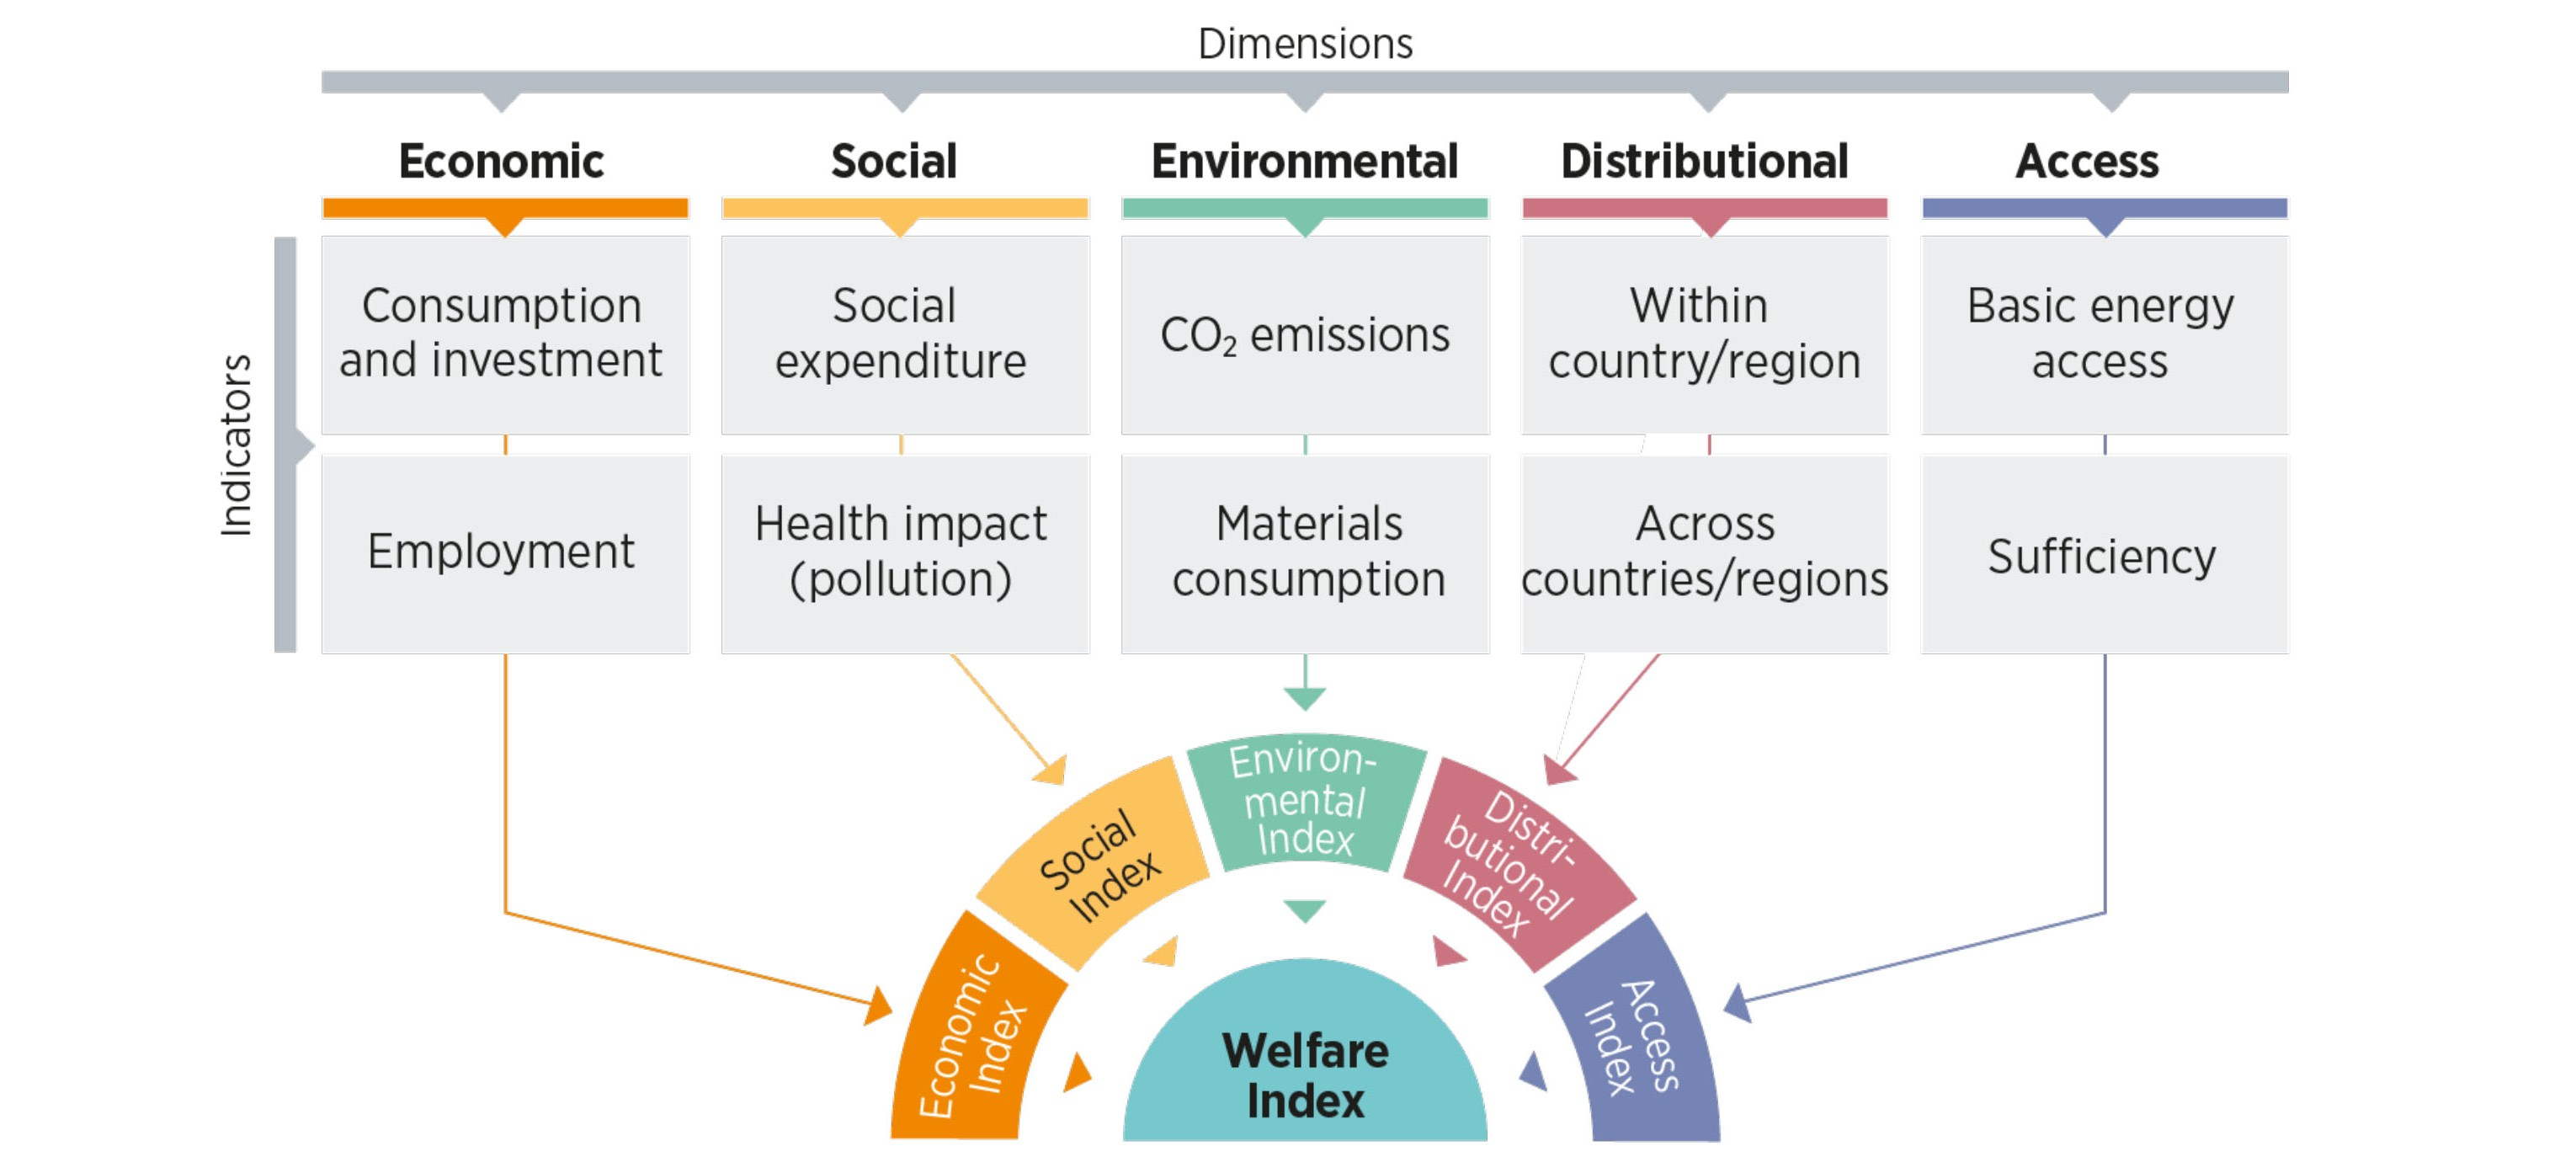 Dimensions
Economic
Social
Environmental
Distributional
Access
Indicators
Consumption
and investment
Social
expenditure
CO₂ emissions
Within
country/region
Basic energy
access
Employment
Health impact
(pollution)
Materials
consumption
Across
countries/regions
Sufficiency
Economic
Index
Social
Index
Environ-
mental
Index
Distri-
butional
Index
Access
Index
Welfare
Index